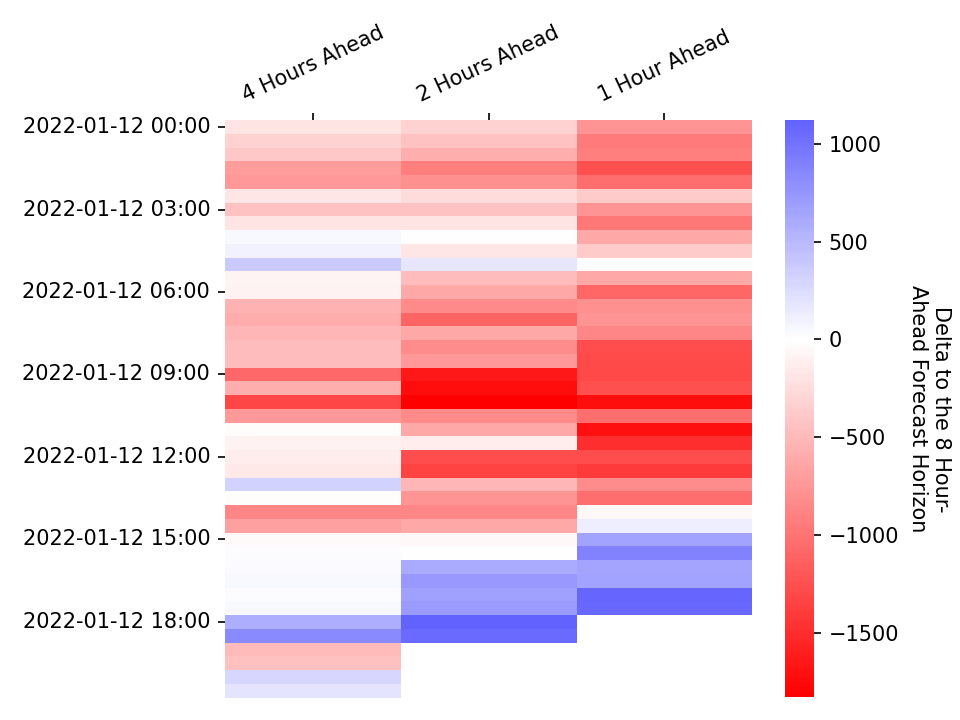 4 Hours Ahead
2 Hours Ahead
1 Hour Ahead
2022-01-12 00:00
2022-01-12 03:00
2022-01-12 06:00
2022-01-12 09:00
2022-01-12 12:00
2022-01-12 15:00
2022-01-12 18:00
1000
500
0
−500
−1000
−1500
Delta to the 8 Hour-
Ahead Forecast Horizon